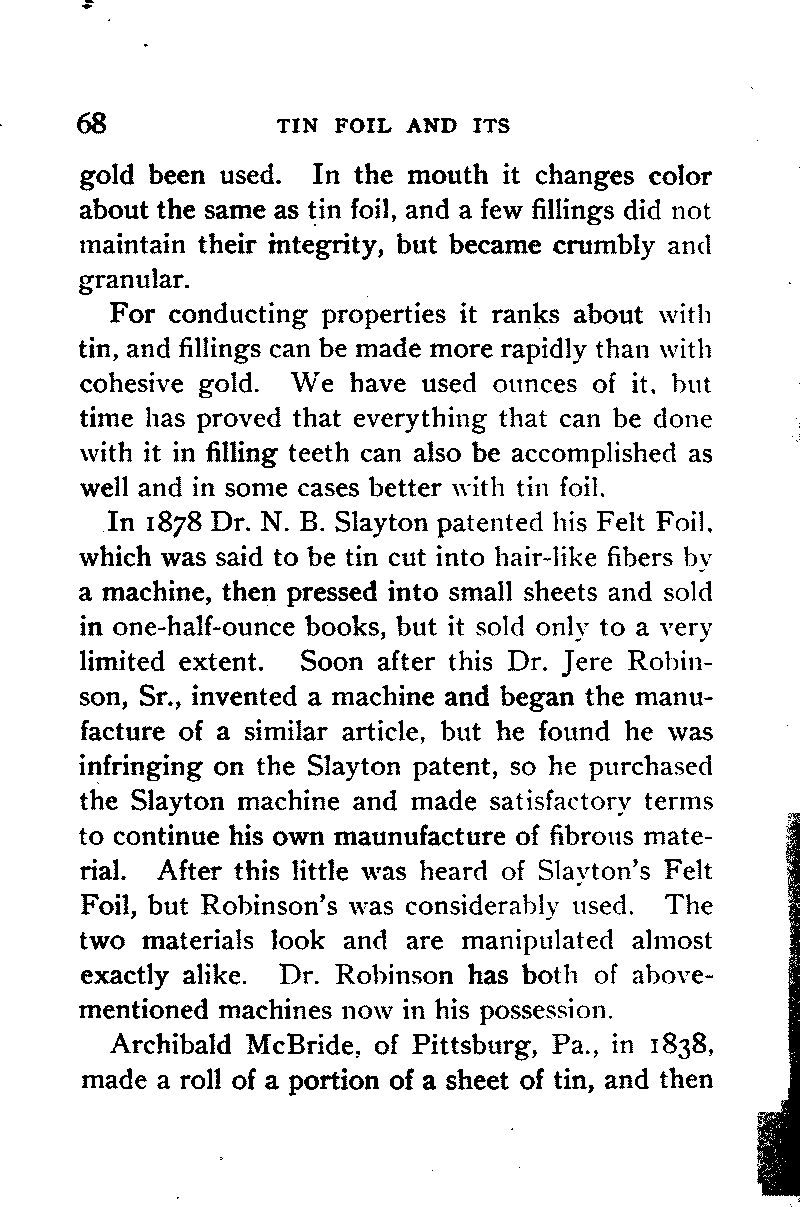 68 TIN FOIL AND ITS
gold been used. In the mouth it changes color
about the same as tin foil, and a few fillings did not
maintain their integrity, but became crumbly and
granular.
For conducting properties it ranks about with
tin, and fillings can be made more rapidly than with
cohesive gold. We have used ounces of it, but
time has proved that everything that can be done
with it in filling teeth can also be accomplished as
well and in some cases better with tin foil.
In 1878 Dr. N. B. Slayton patented his Felt Foil,
which was said to be tin cut into hair-like fibers by
a machine, then pressed into small sheets and sold
in one-half-ounce books, but it sold only to a very
limited extent. Soon after this Dr. Jere Robin-
son, Sr., invented a machine and began the manu-
facture of a similar article, but he found he was
infringing on the Slayton patent, so he purchased
the Slayton machine and made satisfactory terms
to continue his own maunufacture of fibrous mate-
rial. After this little was heard of Slayton's Felt
Foil, but Robinson's was considerably used. The
two materials look and are manipulated almost
exactly alike. Dr. Robinson has both of above-
mentioned machines now in his possession.
Archibald McBride, of Pittsburg, Pa., in 1838,
made a roll of a portion of a sheet of tin, and then